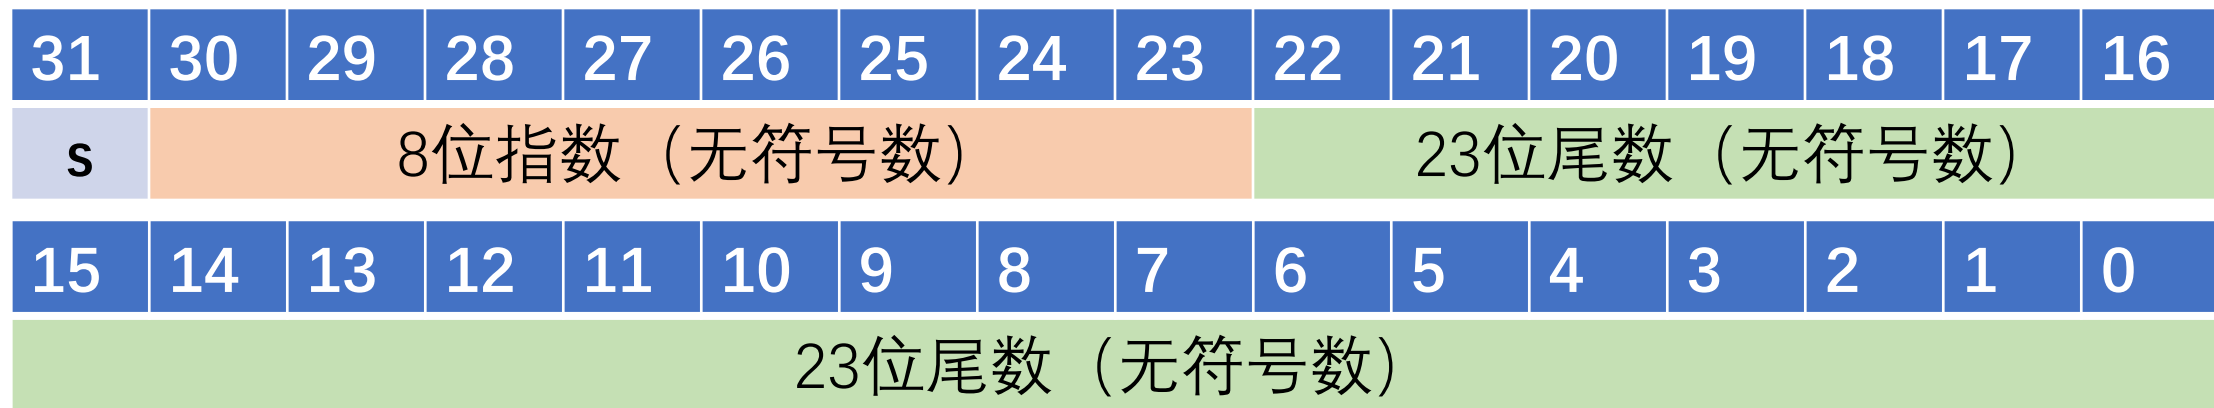 31 30 29 28 27 26 25 24 23 22 21 20 19 18 17 16
s 8位指数（无符号数） 23位尾数（无符号数）
15 14 13 12 11 10 9 8 7 6 5 4 3 2 1 0
23位尾数（无符号数）